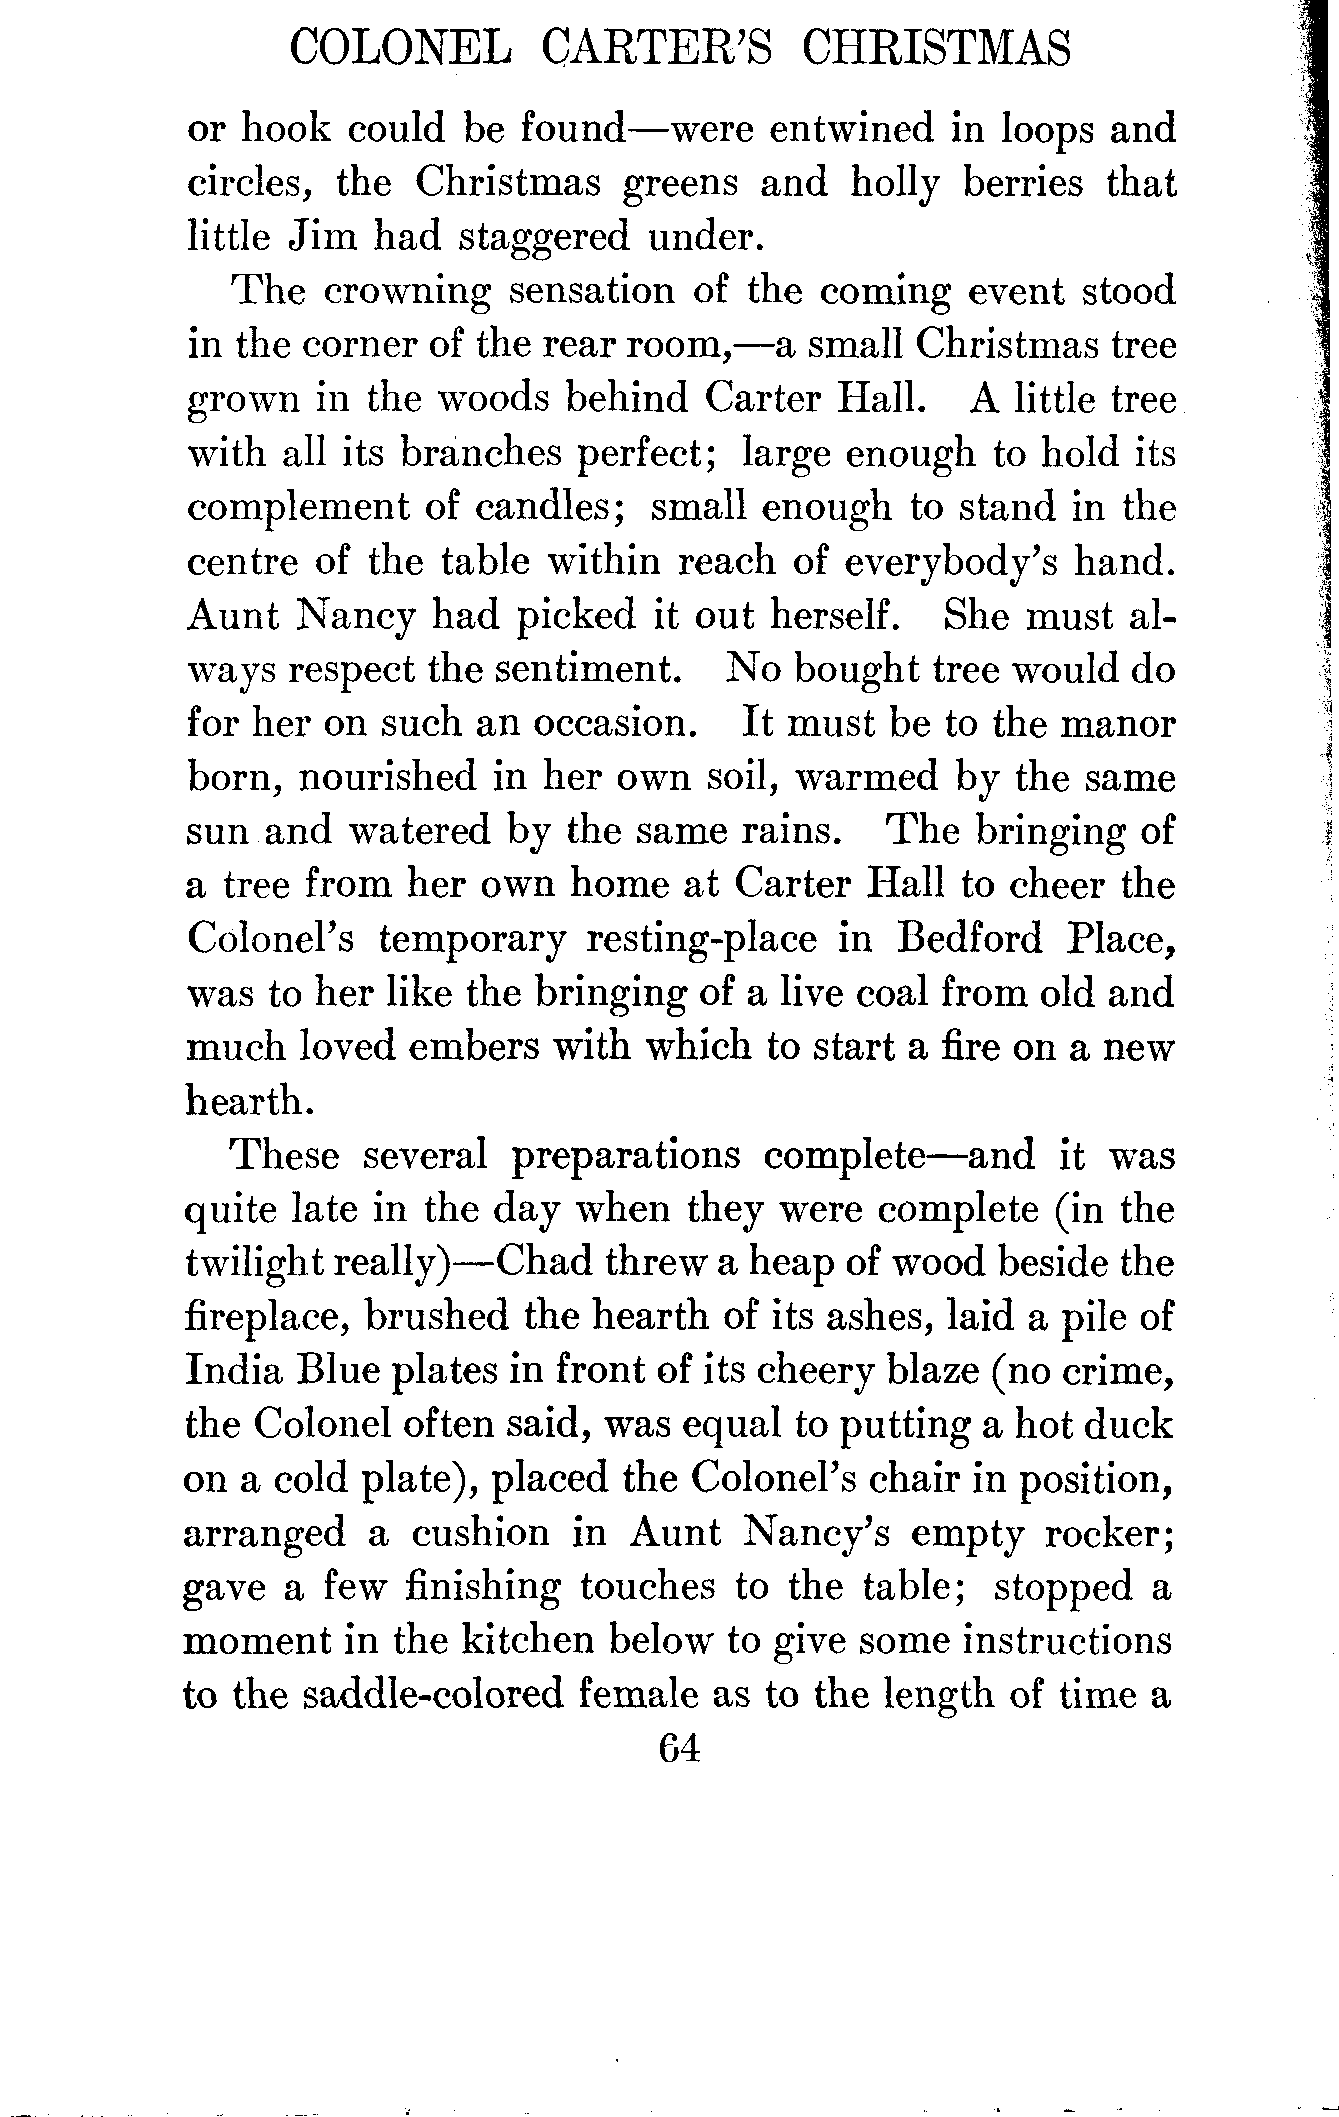 COLONEL CARTER'S CHRISTMAS
or hook could be found—were entwined in loops and
circles, the Christmas greens and holly berries that
little Jim had staggered under.
The crowning sensation of the coming event stood
in the corner of the rear room,—a small Christmas tree
grown in the woods behind Carter Hall. A little tree
with all its branches perfect; large enough to hold its
complement of candles; small enough to stand in the
centre of the table within reach of everybody's hand.
Aunt Nancy had picked it out herself. She must al-
ways respect the sentiment. No bought tree would do
for her on such an occasion. It must be to the manor
born, nourished in her own soil, warmed by the same
sun and watered by the same rains. The bringing of
a tree from her own home at Carter Hall to cheer the
Colonel's temporary resting-place in Bedford Place,
was to her like the bringing of a live coal from old and
much loved embers with which to start a fire on a new
hearth.
These several preparations complete—and it was
quite late in the day when they were complete (in the
twilight really)—Chad threw a heap of wood beside the
fireplace, brushed the hearth of its ashes, laid a pile of
India Blue plates in front of its cheery blaze (no crime,
the Colonel often said, was equal to putting a hot duck
on a cold plate), placed the Colonel's chair in position,
arranged a cushion in Aunt Nancy's empty rocker;
gave a few finishing touches to the table; stopped a
moment in the kitchen below to give some instructions
to the saddle-colored female as to the length of time a
64